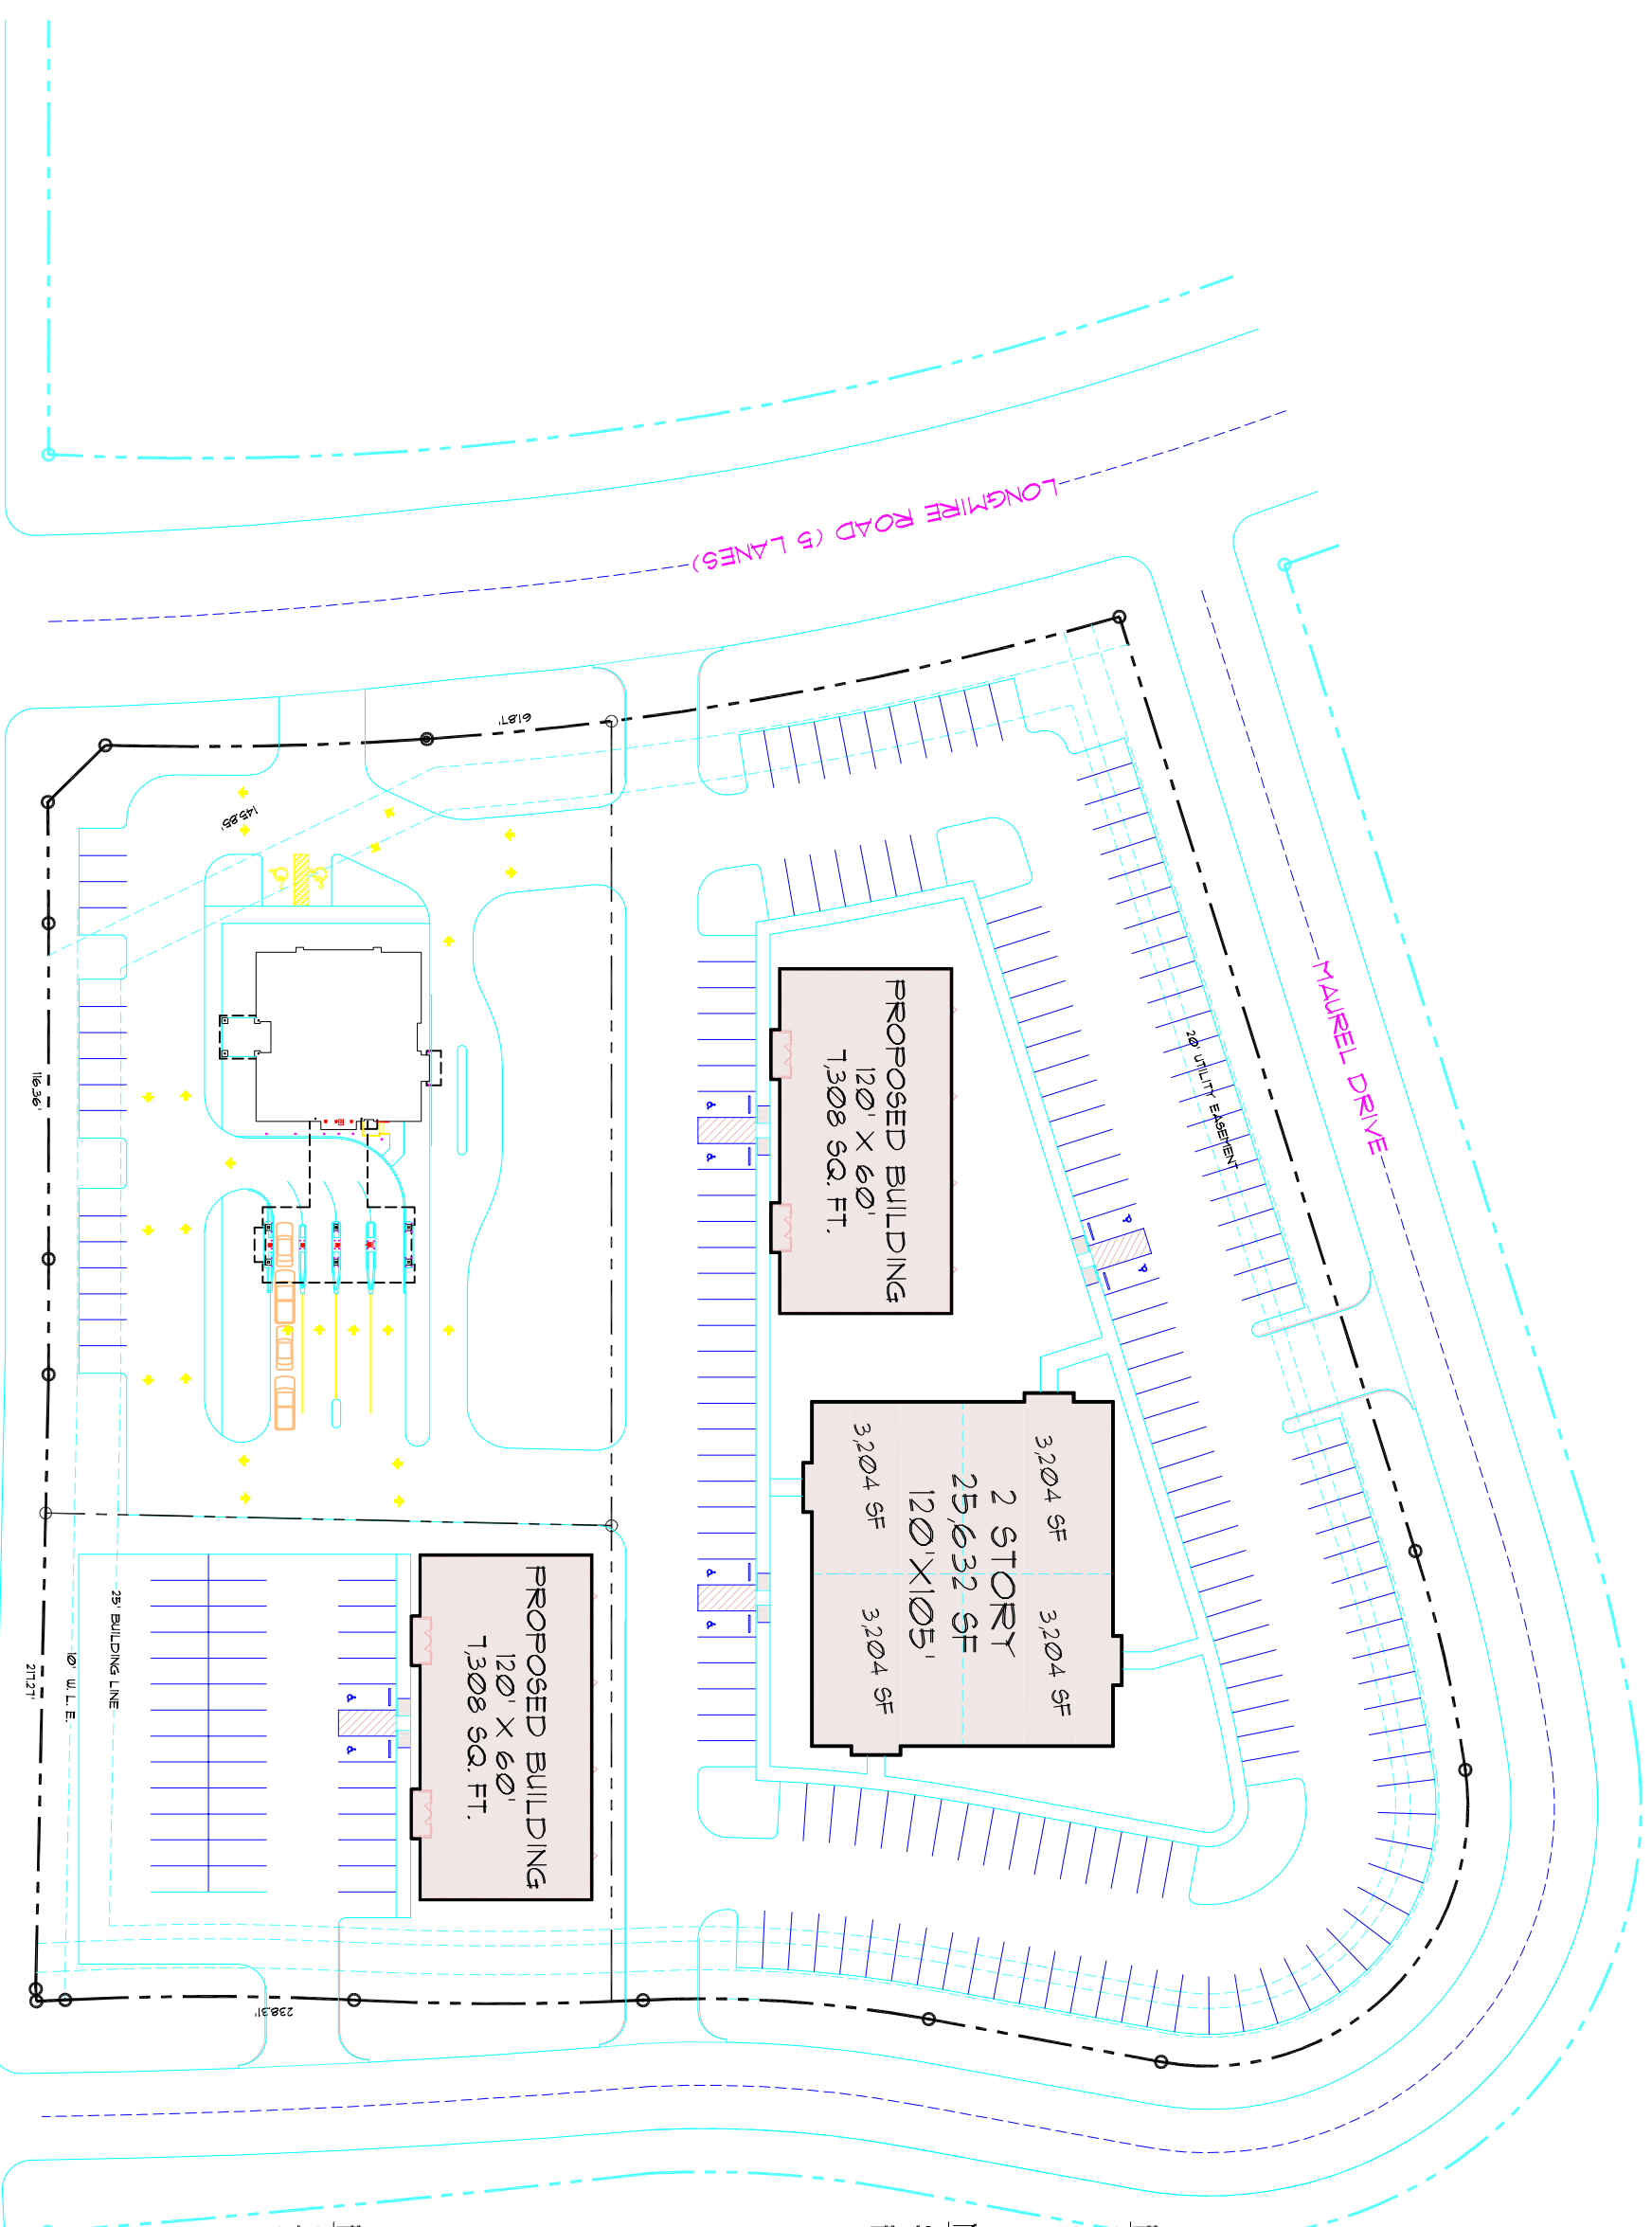 LONGMIRE ROAD (5 LANES)
MAUREL DRIVE
61.87'
145.85'
116.36'
20' UTILITY EASEMENT
PROPOSED BUILDING
120' X 60'
7,308 SQ. FT.
2 STORY
25,632 SF
120'X105'
3,204 SF
3,204 SF
3,204 SF
3,204 SF
PROPOSED BUILDING
120' X 60'
7,308 SQ. FT.
25' BUILDING LINE
10' W. L. E.
217.27'
238.31'